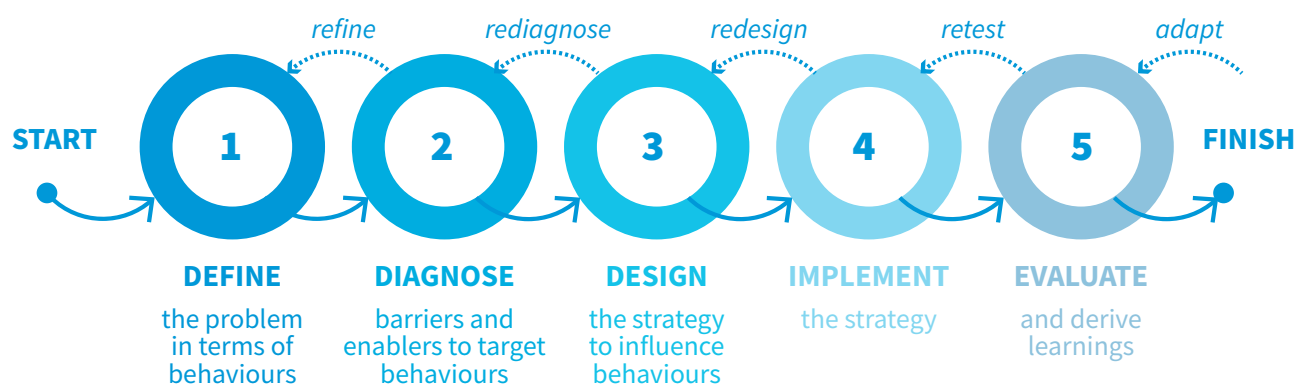 refine
rediagnose
redesign
retest
adapt
START
1
2
3
4
5
FINISH
DEFINE
the problem
in terms of
behaviours
DIAGNOSE
barriers and
enablers to target
behaviours
DESIGN
the strategy
to influence
behaviours
IMPLEMENT
the strategy
EVALUATE
and derive
learnings